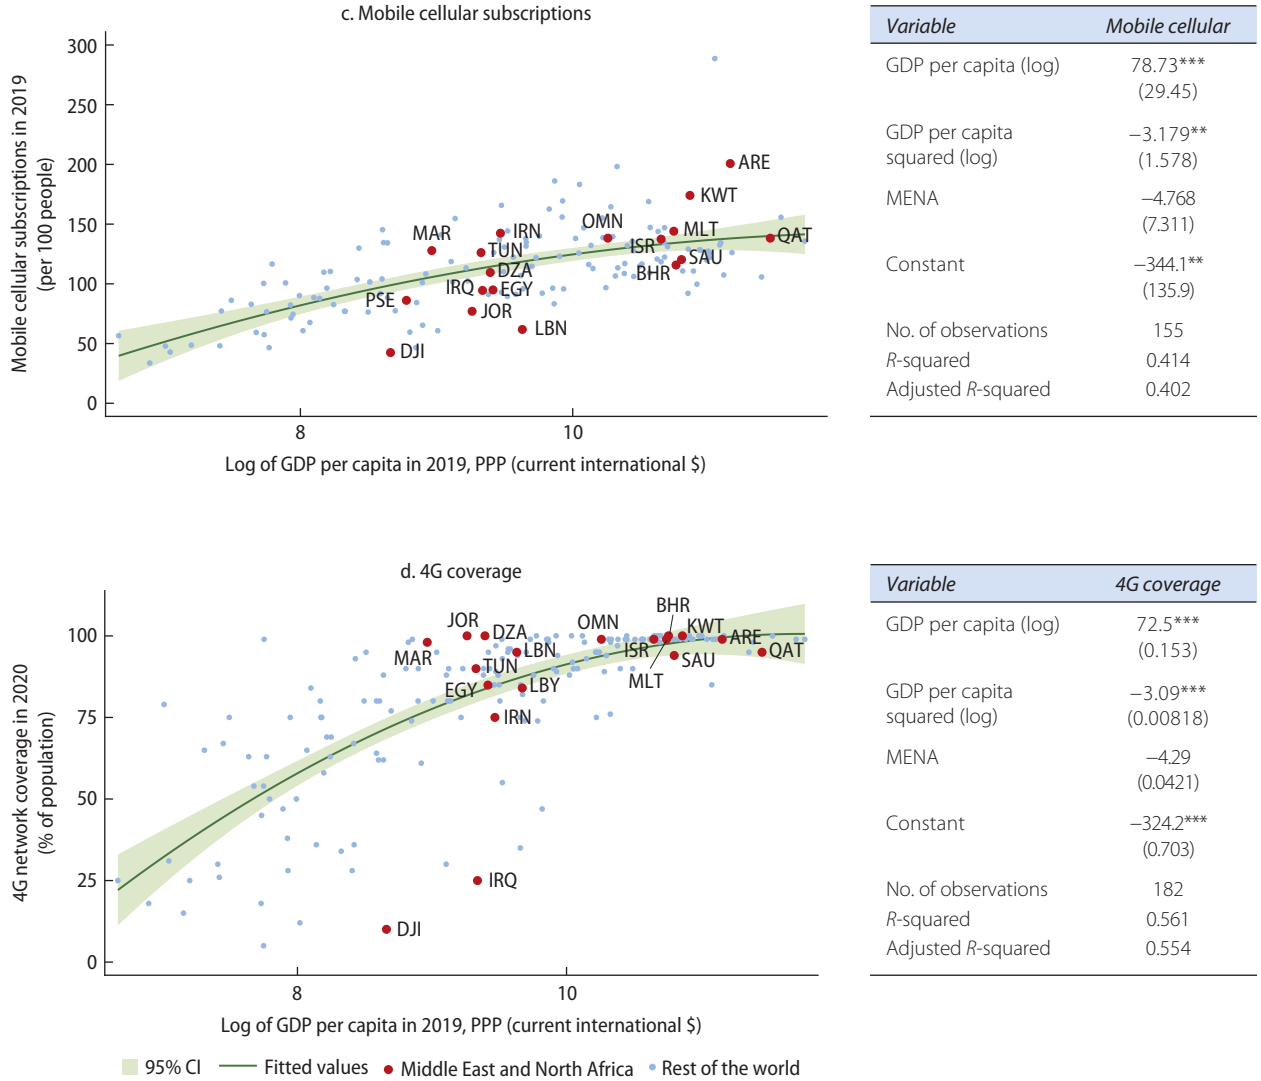 c. Mobile cellular subscriptions
Mobile cellular subscriptions in 2019
(per 100 people)
300
250
200
150
100
50
0
ARE
KWT
OMN
MLT
QAT
ISR
SAU
BHR
MAR
IRN
TUN
DZA
IRQ
EGY
PSE
JOR
LBN
DJI
8
10
Log of GDP per capita in 2019, PPP (current international $)
Variable Mobile cellular
GDP per capita (log) 78.73***
(29.45)
GDP per capita −3.179**
squared (log) (1.578)
MENA −4.768
(7.311)
Constant −344.1**
(135.9)
No. of observations 155
R-squared 0.414
Adjusted R-squared 0.402
d. 4G coverage
4G network coverage in 2020
(% of population)
100
75
50
25
0
BHR
JOR
DZA
OMN
KWT
ARE
MAR
LBN
ISR
QAT
TUN
SAU
EGY
LBY
MLT
IRN
IRQ
DJI
8
10
Log of GDP per capita in 2019, PPP (current international $)
Variable 4G coverage
GDP per capita (log) 72.5***
(0.153)
GDP per capita −3.09***
squared (log) (0.00818)
MENA −4.29
(0.0421)
Constant −324.2***
(0.703)
No. of observations 182
R-squared 0.561
Adjusted R-squared 0.554
95% CI Fitted values Middle East and North Africa Rest of the world